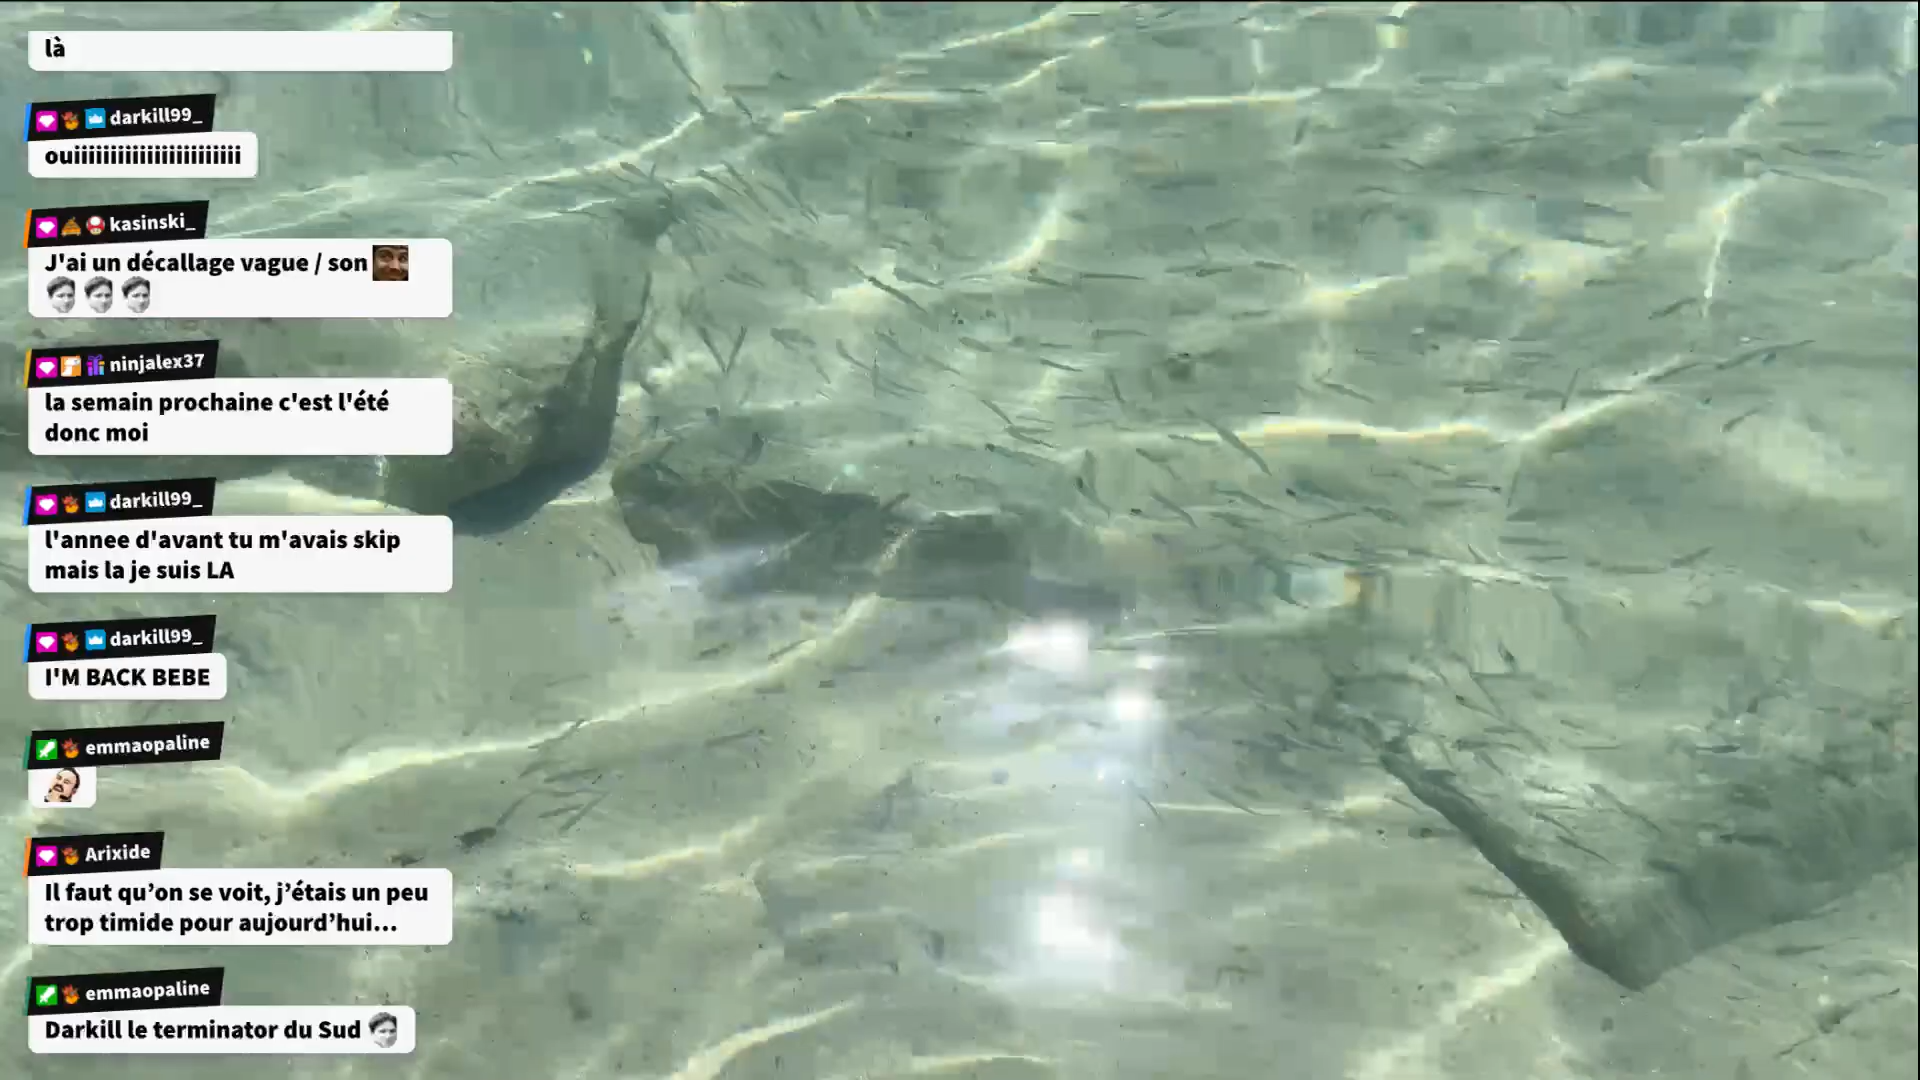 là
darkill99_
ouiiiiiiiiiiiiiiiiiiiiiii
kasinski_
J'ai un décallage vague / son
ninjalex37
la semain prochaine c'est l'été
donc moi
darkill99_
l'annee d'avant tu m'avais skip
mais la je suis LA
darkill99_
I'M BACK BEBE
emmaopaline
Arixide
Il faut qu’on se voit, j’étais un peu
trop timide pour aujourd’hui...
emmaopaline
Darkill le terminator du Sud